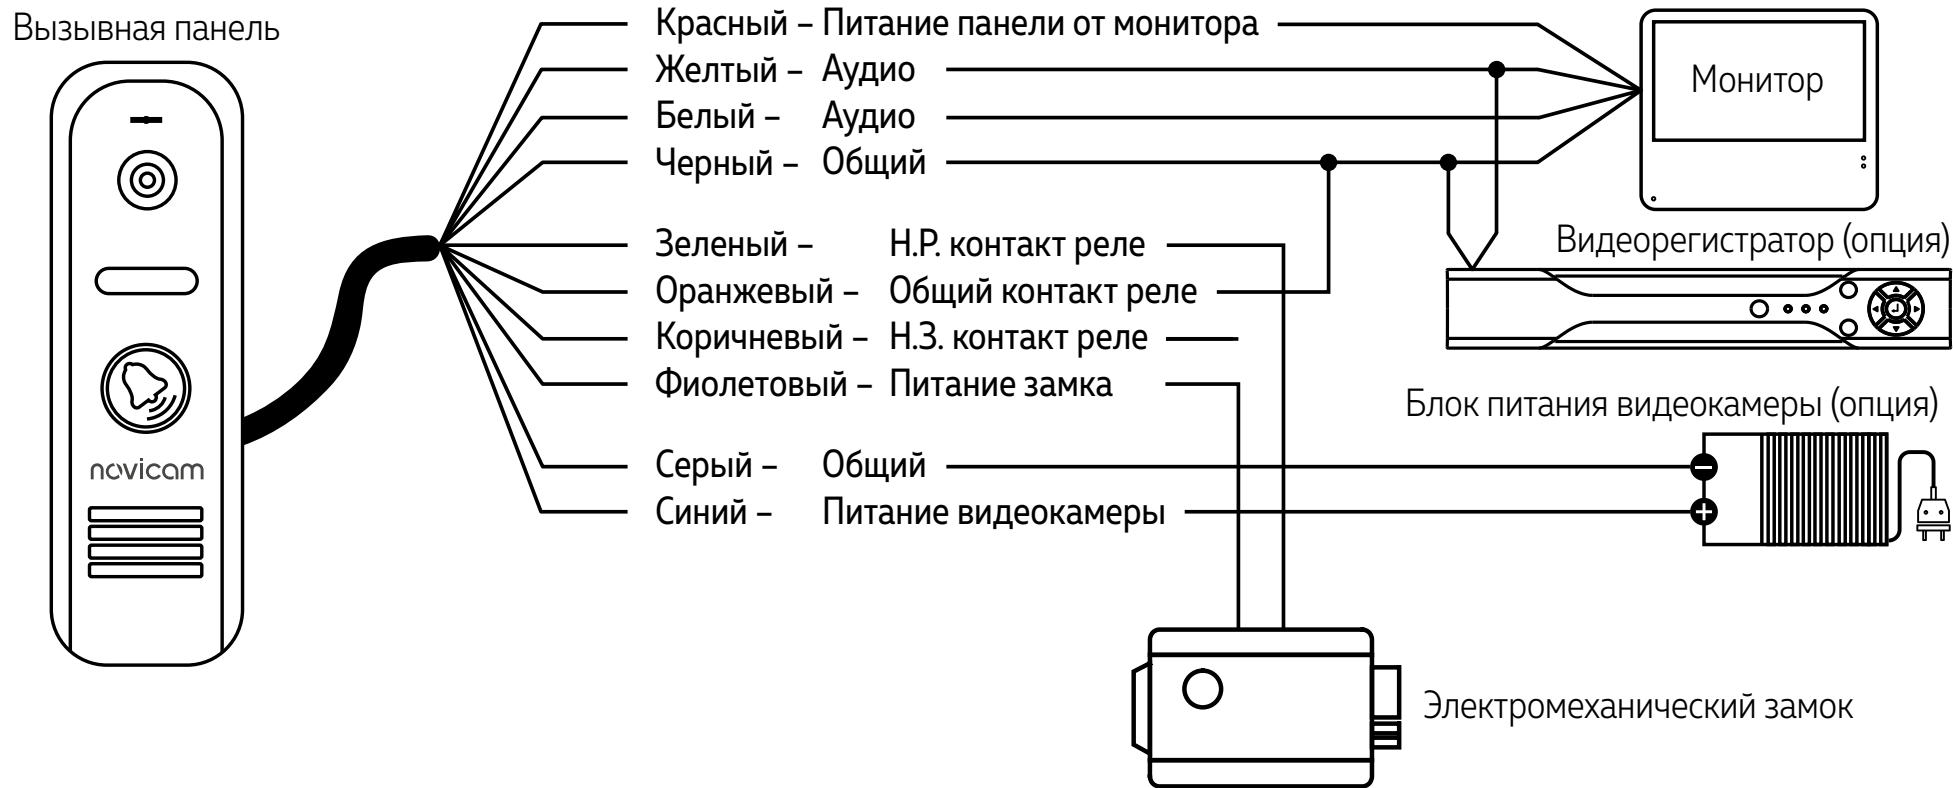 Вызывная панель
Красный – Питание панели от монитора
Желтый – Аудио
Белый – Аудио
Черный – Общий
Монитор
Зеленый – Н.Р. контакт реле
Видеорегистратор (опция)
Оранжевый – Общий контакт реле
Коричневый – Н.З. контакт реле
Фиолетовый – Питание замка
Блок питания видеокамеры (опция)
novicam
Серый – Общий
Синий – Питание видеокамеры
Электромеханический замок